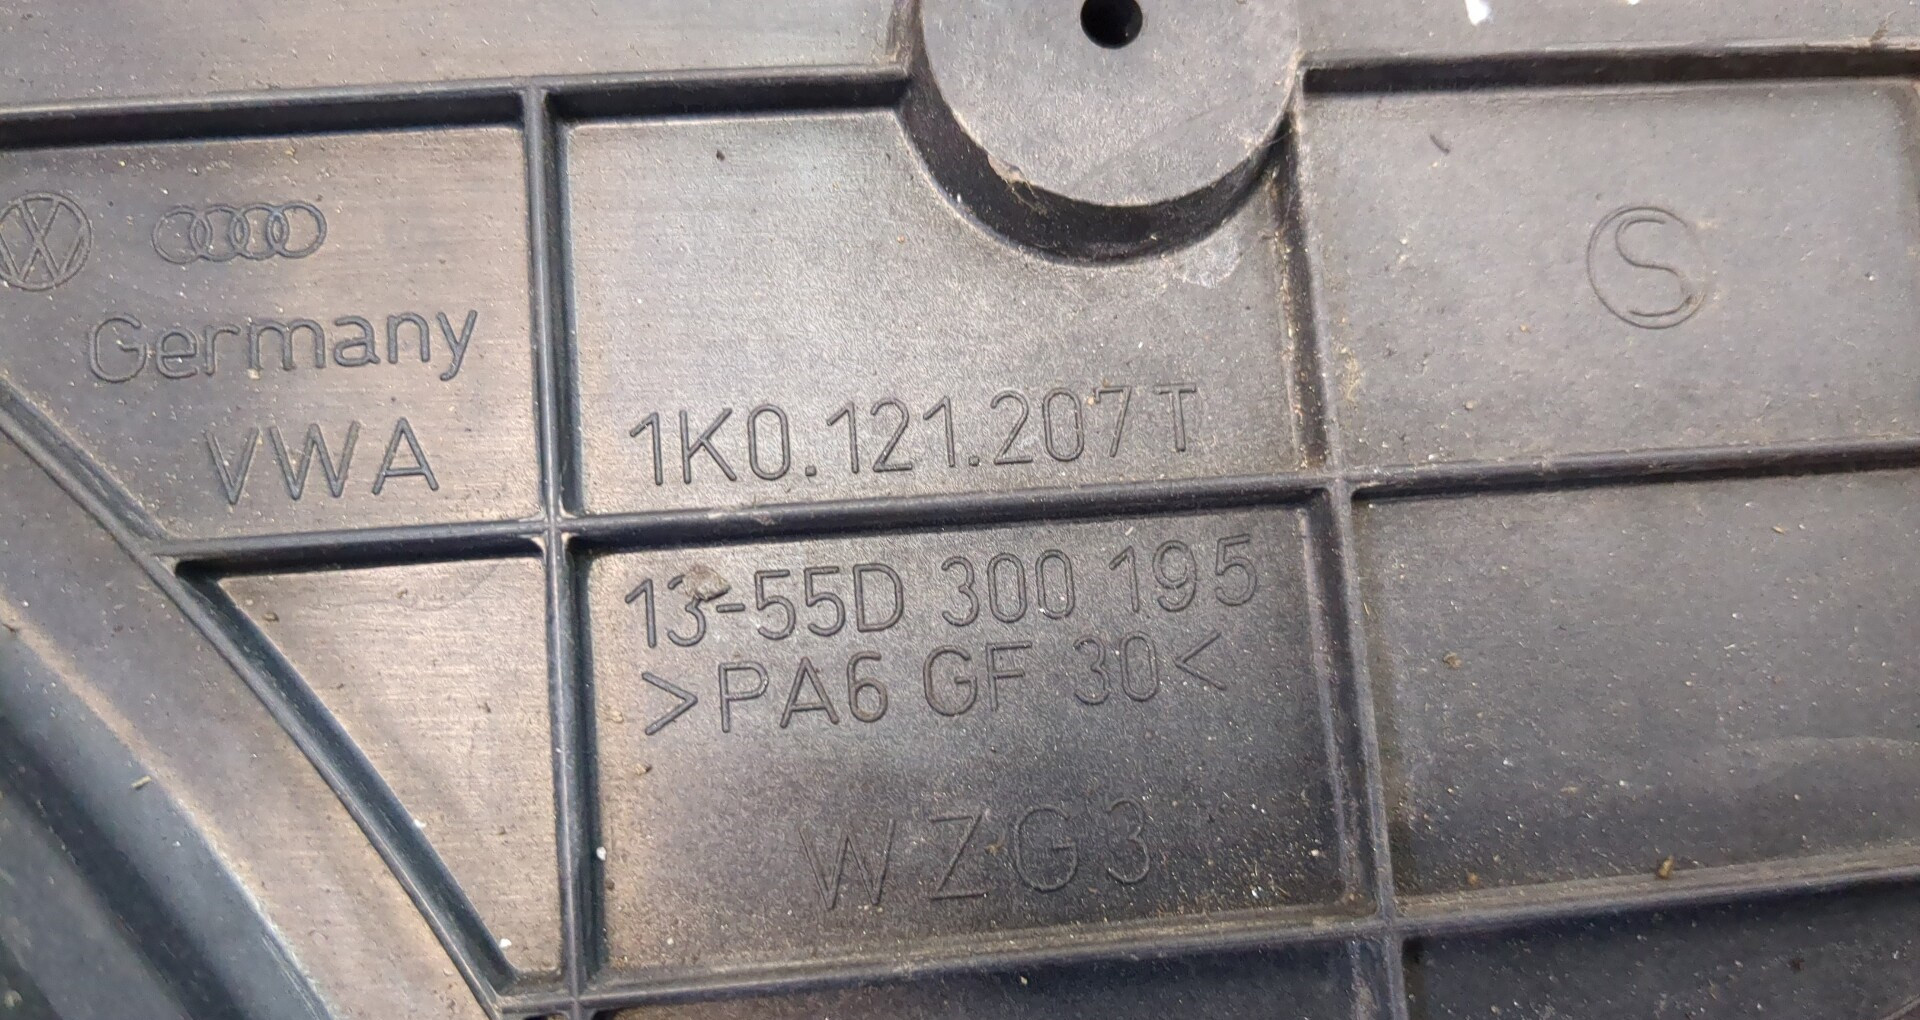 Germany
VWA
1K0.121.207 T
S
13-55D 300 195
>PA6 GF 30<
WZG3